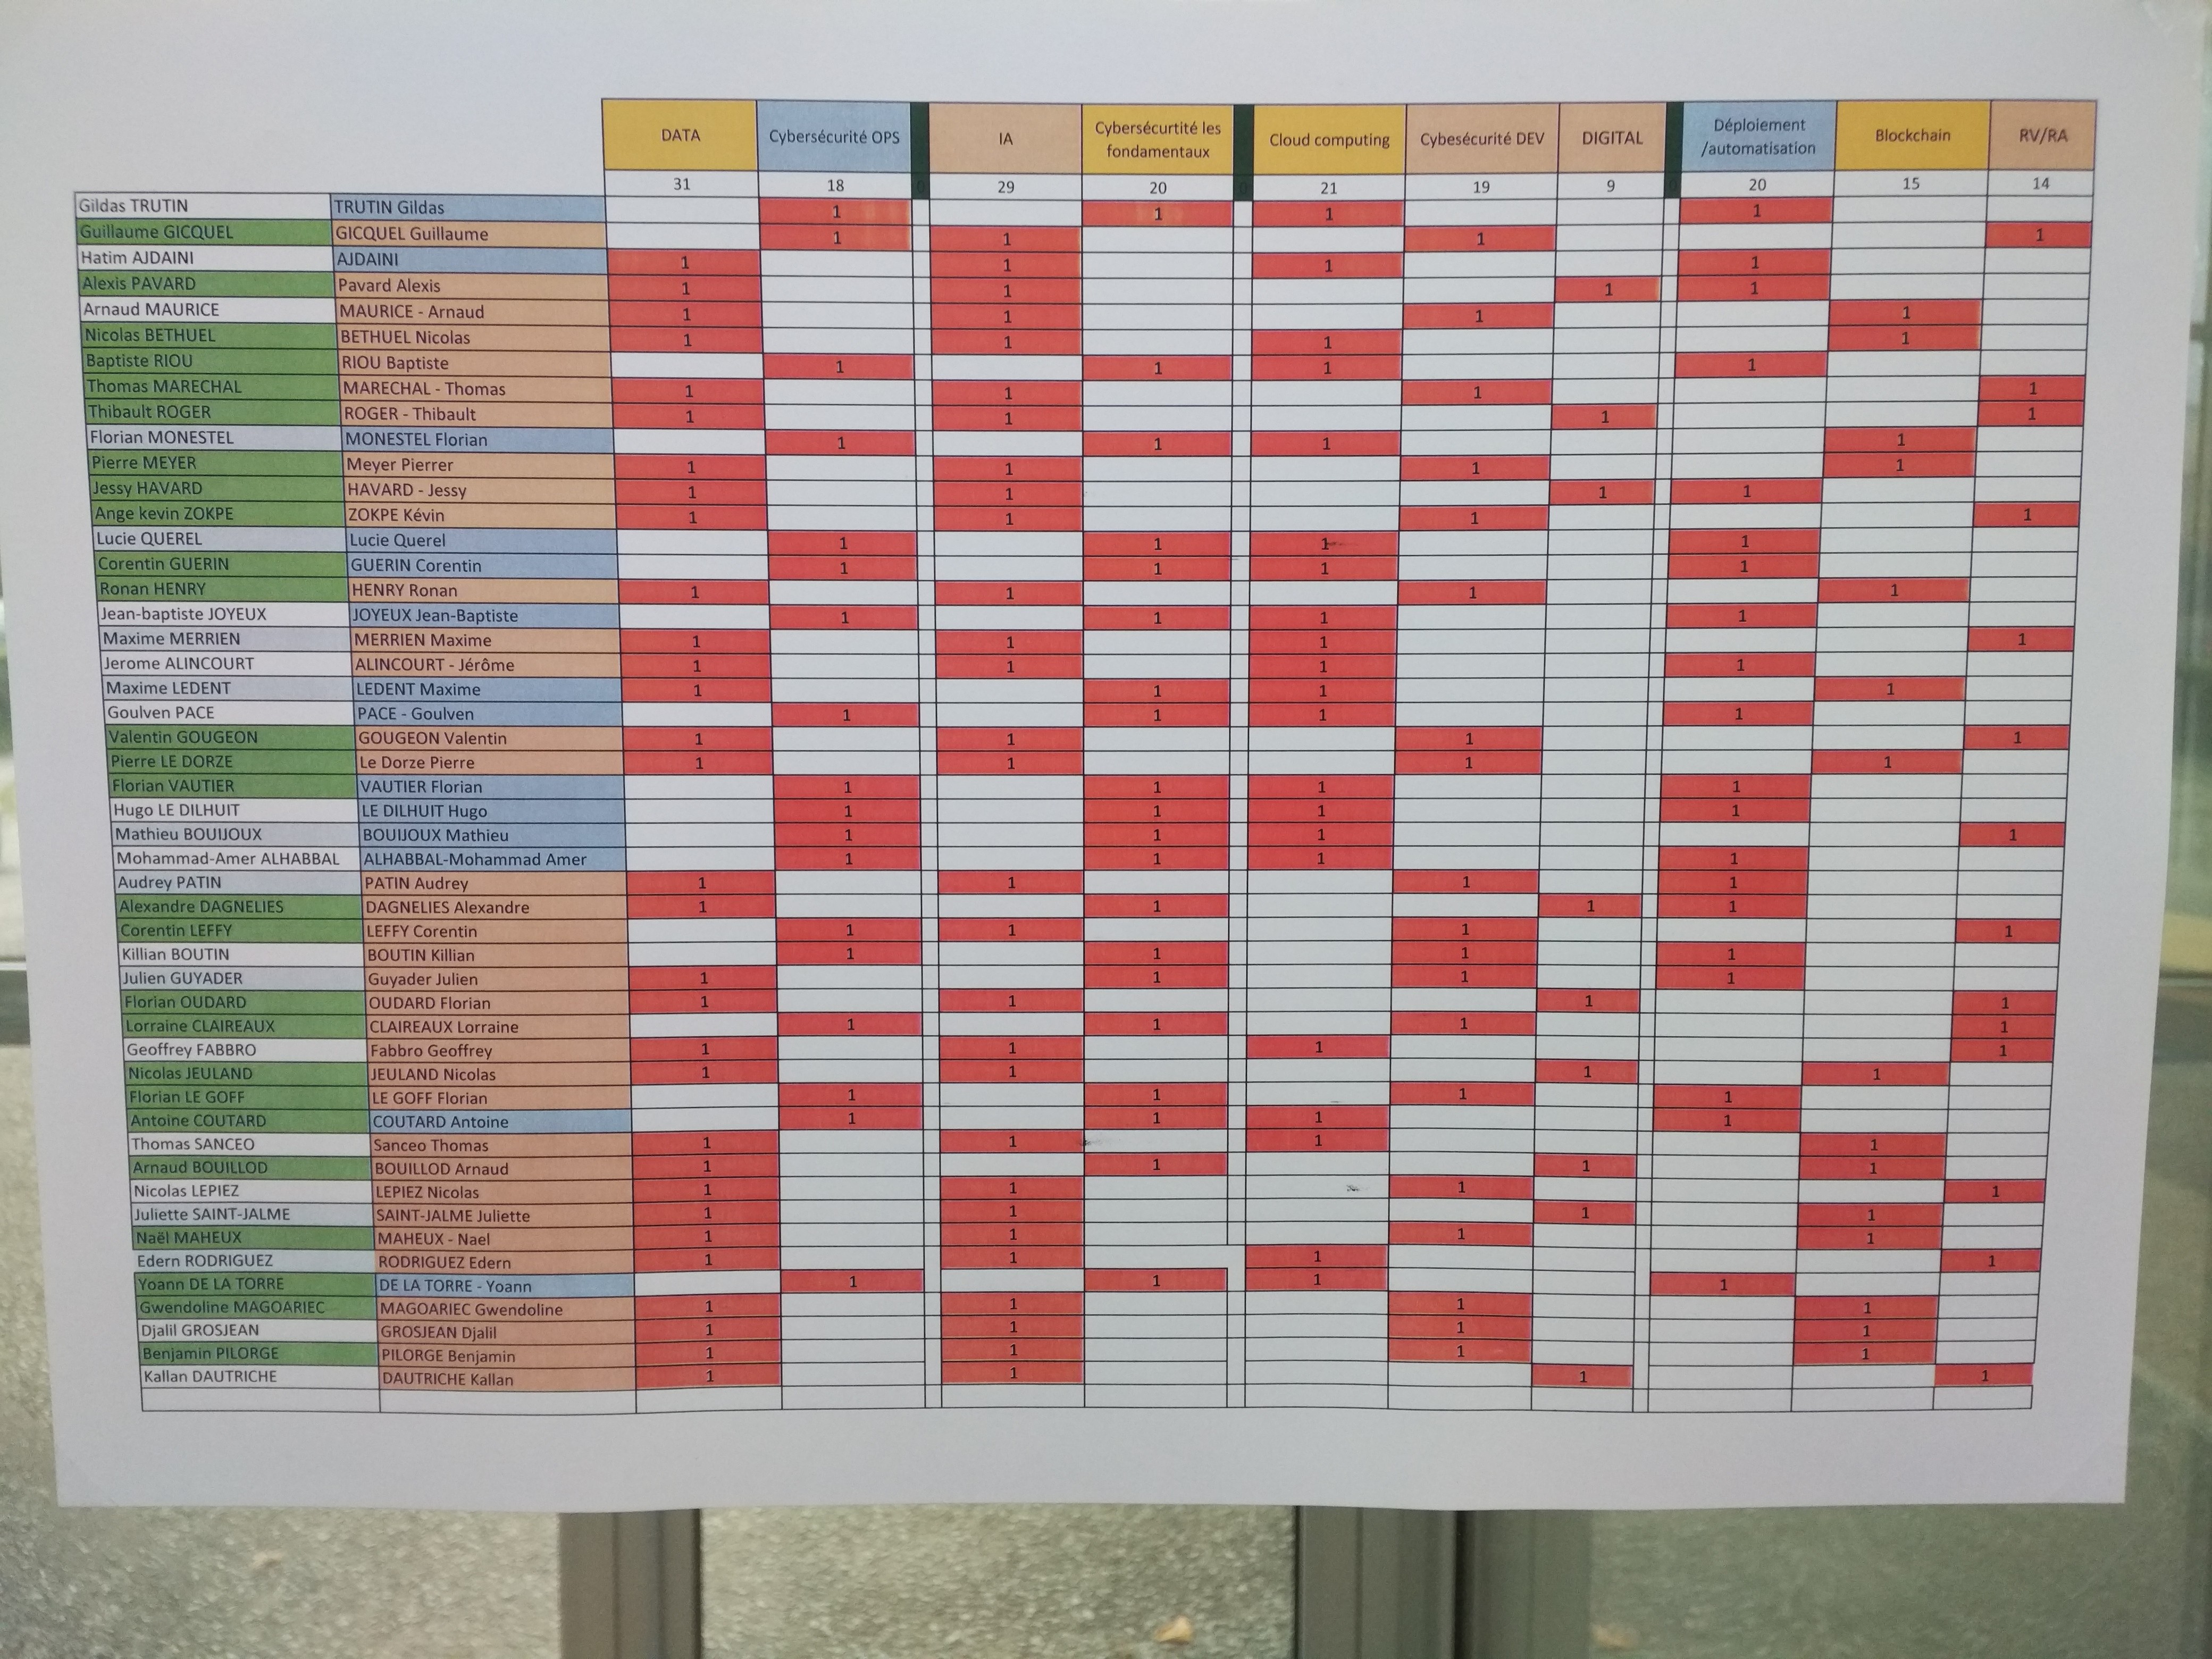 DATA Cybersécurité OPS IA Cybersécurtité les fondamentaux Cloud computing Cybesécurité DEV DIGITAL Déploiement /automatisation Blockchain RV/RA
31 18 29 20 21 19 9 20 15 14
Gildas TRUTIN TRUTIN Gildas 1 1 1 1
Guillaume GICQUEL GICQUEL Guillaume 1 1 1 1
Hatim AJDAINI AJDAINI 1 1 1 1
Alexis PAVARD Pavard Alexis 1 1 1 1
Arnaud MAURICE MAURICE - Arnaud 1 1 1 1
Nicolas BETHUEL BETHUEL Nicolas 1 1 1 1
Baptiste RIOU RIOU Baptiste 1 1 1 1
Thomas MARECHAL MARECHAL - Thomas 1 1 1 1
Thibault ROGER ROGER - Thibault 1 1 1 1
Florian MONESTEL MONESTEL Florian 1 1 1 1
Pierre MEYER Meyer Pierrer 1 1 1 1
Jessy HAVARD HAVARD - Jessy 1 1 1 1
Ange kevin ZOKPE ZOKPE Kévin 1 1 1 1
Lucie QUEREL Lucie Querel 1 1 1 1
Corentin GUERIN GUERIN Corentin 1 1 1 1
Ronan HENRY HENRY Ronan 1 1 1 1
Jean-baptiste JOYEUX JOYEUX Jean-Baptiste 1 1 1 1
Maxime MERRIEN MERRIEN Maxime 1 1 1 1
Jerome ALINCOURT ALINCOURT - Jérôme 1 1 1 1
Maxime LEDENT LEDENT Maxime 1 1 1 1
Goulven PACE PACE - Goulven 1 1 1 1
Valentin GOUGEON GOUGEON Valentin 1 1 1 1
Pierre LE DORZE Le Dorze Pierre 1 1 1 1
Florian VAUTIER VAUTIER Florian 1 1 1 1
Hugo LE DILHUIT LE DILHUIT Hugo 1 1 1 1
Mathieu BOUIJOUX BOUIJOUX Mathieu 1 1 1 1
Mohammad-Amer ALHABBAL ALHABBAL-Mohammad Amer 1 1 1 1
Audrey PATIN PATIN Audrey 1 1 1 1
Alexandre DAGNELIES DAGNELIES Alexandre 1 1 1 1
Corentin LEFFY LEFFY Corentin 1 1 1 1
Killian BOUTIN BOUTIN Killian 1 1 1 1
Julien GUYADER Guyader Julien 1 1 1 1
Florian OUDARD OUDARD Florian 1 1 1 1
Lorraine CLAIREAUX CLAIREAUX Lorraine 1 1 1 1
Geoffrey FABBRO Fabbro Geoffrey 1 1 1 1
Nicolas JEULAND JEULAND Nicolas 1 1 1 1
Florian LE GOFF LE GOFF Florian 1 1 1 1
Antoine COUTARD COUTARD Antoine 1 1 1 1
Thomas SANCEO Sanceo Thomas 1 1 1 1
Arnaud BOUILLOD BOUILLOD Arnaud 1 1 1 1
Nicolas LEPIEZ LEPIEZ Nicolas 1 1 1 1
Juliette SAINT-JALME SAINT-JALME Juliette 1 1 1 1
Naël MAHEUX MAHEUX - Nael 1 1 1 1
Edern RODRIGUEZ RODRIGUEZ Edern 1 1 1 1
Yoann DE LA TORRE DE LA TORRE - Yoann 1 1 1 1
Gwendoline MAGOARIEC MAGOARIEC Gwendoline 1 1 1 1
Djalil GROSJEAN GROSJEAN Djalil 1 1 1 1
Benjamin PILORGE PILORGE Benjamin 1 1 1 1
Kallan DAUTRICHE DAUTRICHE Kallan 1 1 1 1